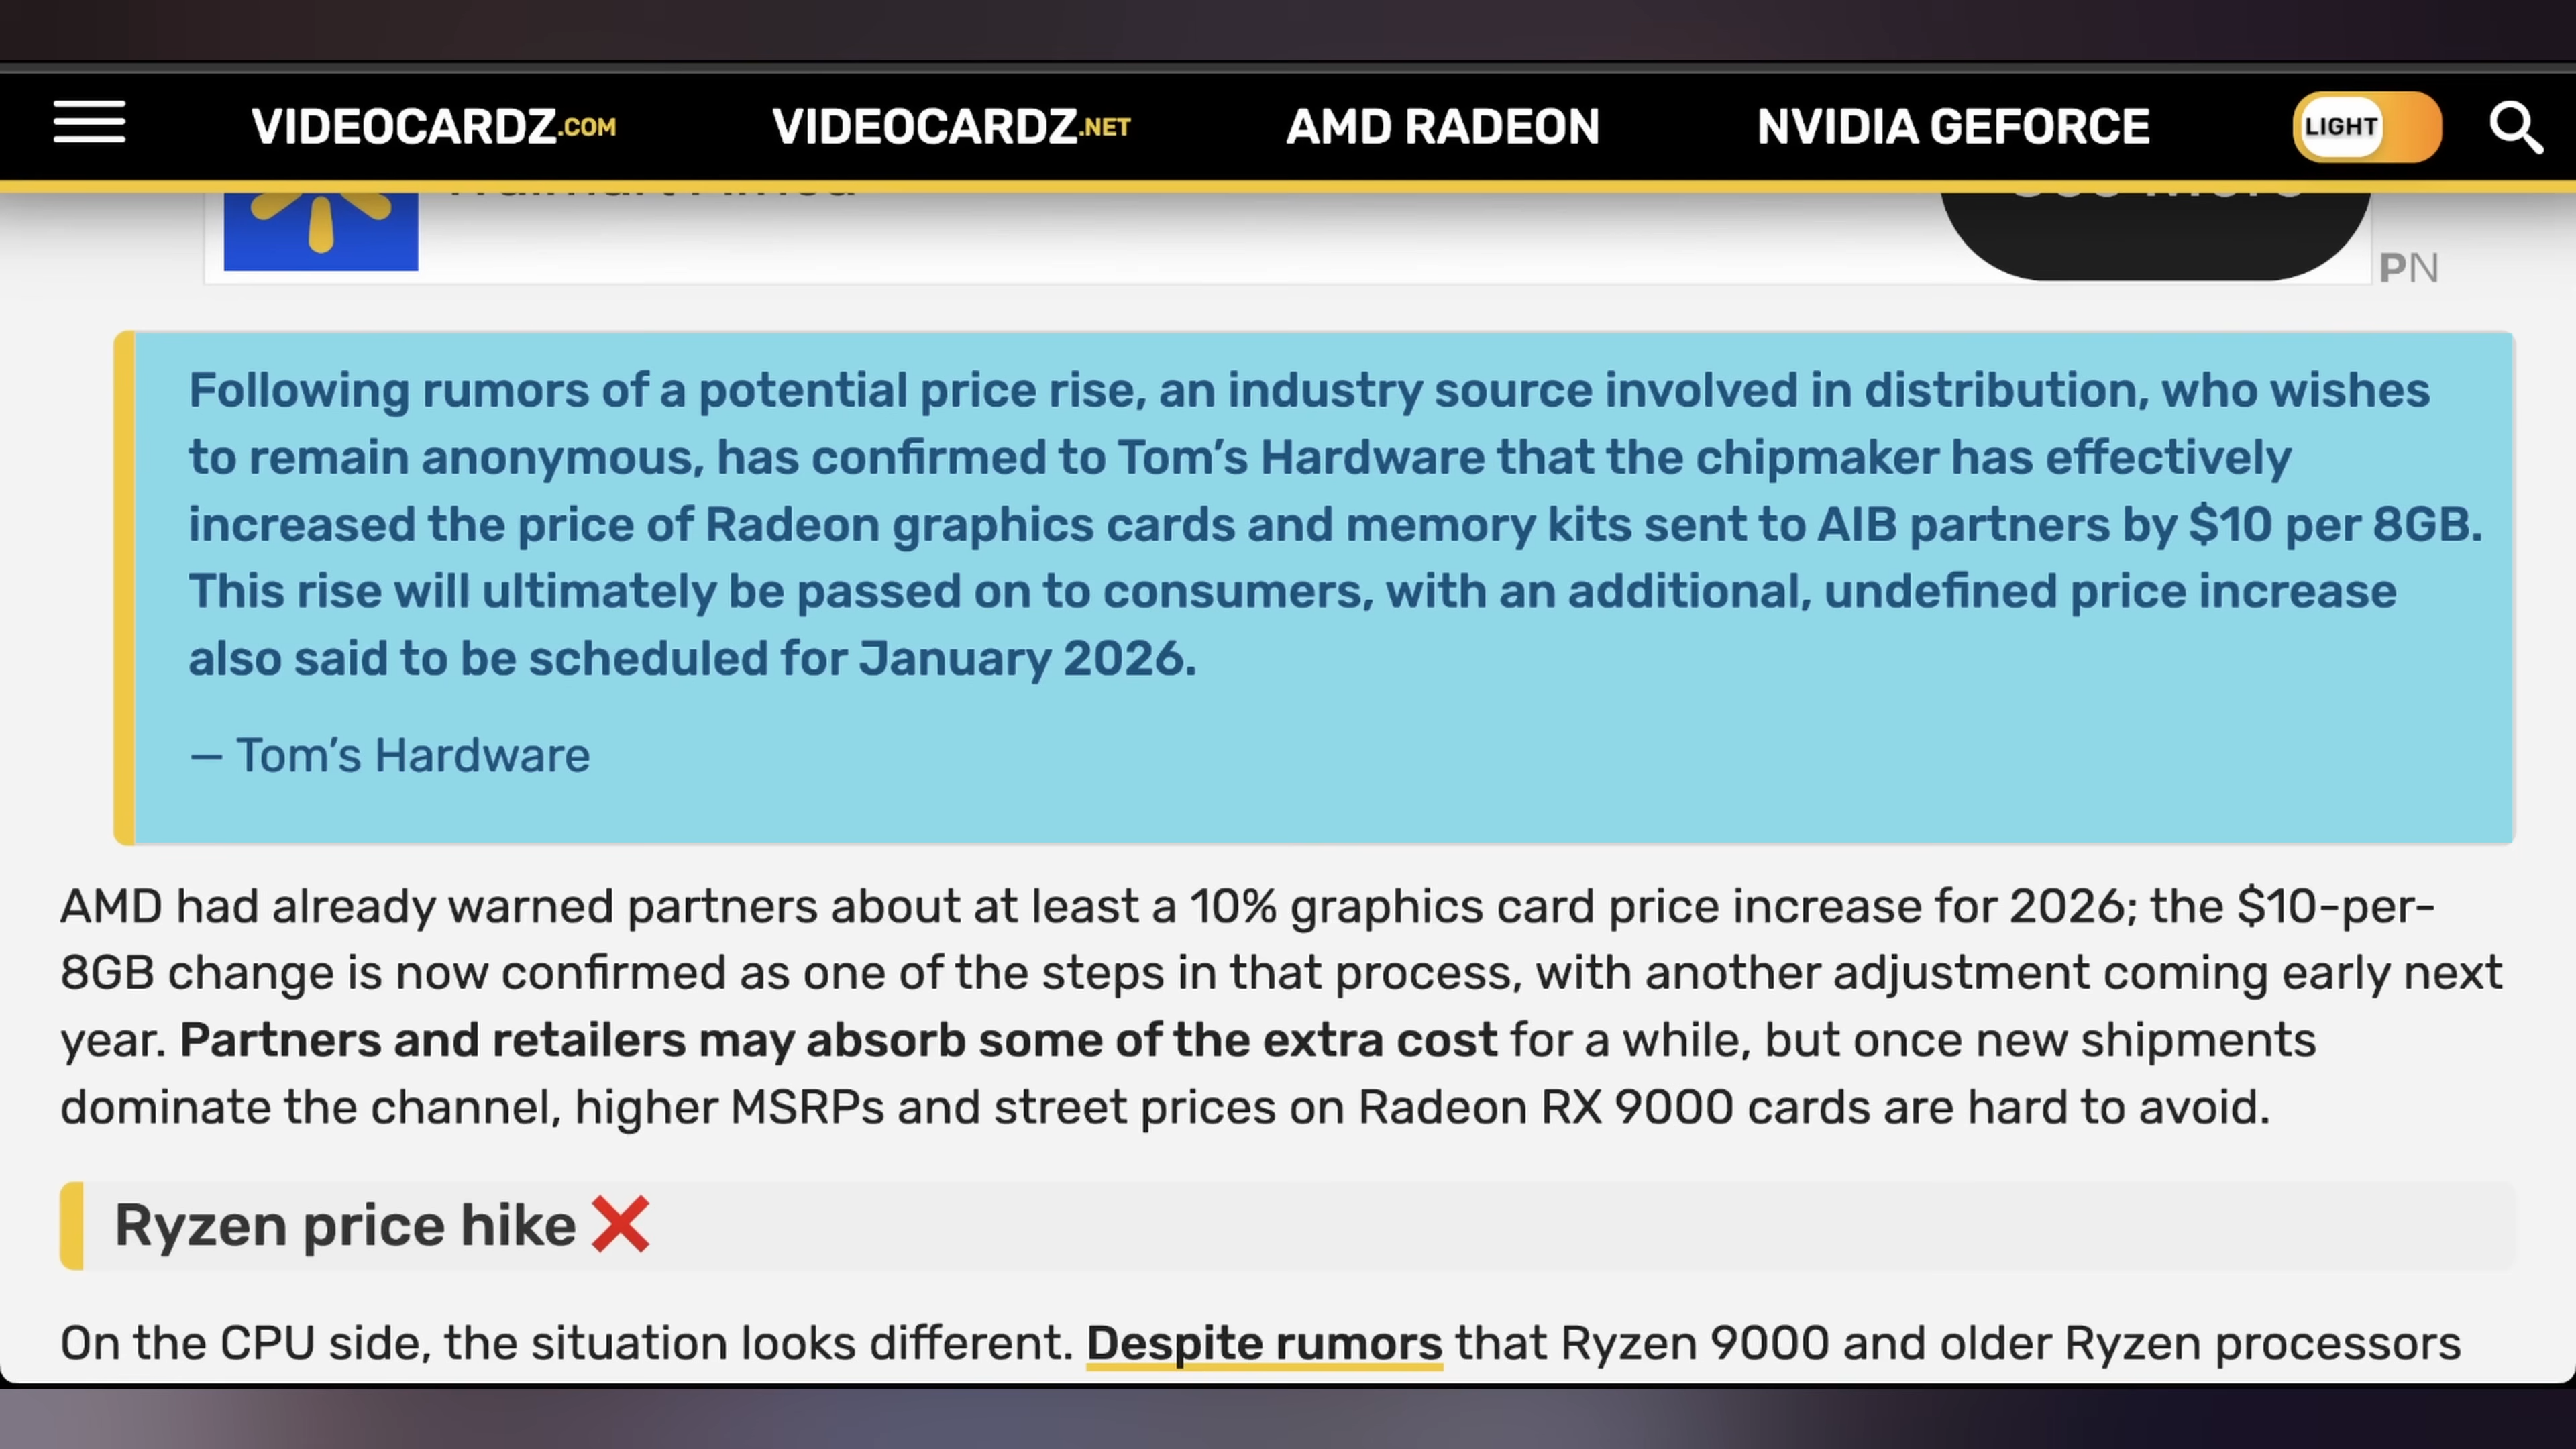 VIDEOCARDZ.COM VIDEOCARDZ.NET AMD RADEON NVIDIA GEFORCE LIGHT
PN
Following rumors of a potential price rise, an industry source involved in distribution, who wishes
to remain anonymous, has confirmed to Tom’s Hardware that the chipmaker has effectively
increased the price of Radeon graphics cards and memory kits sent to AIB partners by $10 per 8GB.
This rise will ultimately be passed on to consumers, with an additional, undefined price increase
also said to be scheduled for January 2026.
— Tom’s Hardware
AMD had already warned partners about at least a 10% graphics card price increase for 2026; the $10-per-
8GB change is now confirmed as one of the steps in that process, with another adjustment coming early next
year. Partners and retailers may absorb some of the extra cost for a while, but once new shipments
dominate the channel, higher MSRPs and street prices on Radeon RX 9000 cards are hard to avoid.
Ryzen price hike ❌
On the CPU side, the situation looks different. Despite rumors that Ryzen 9000 and older Ryzen processors